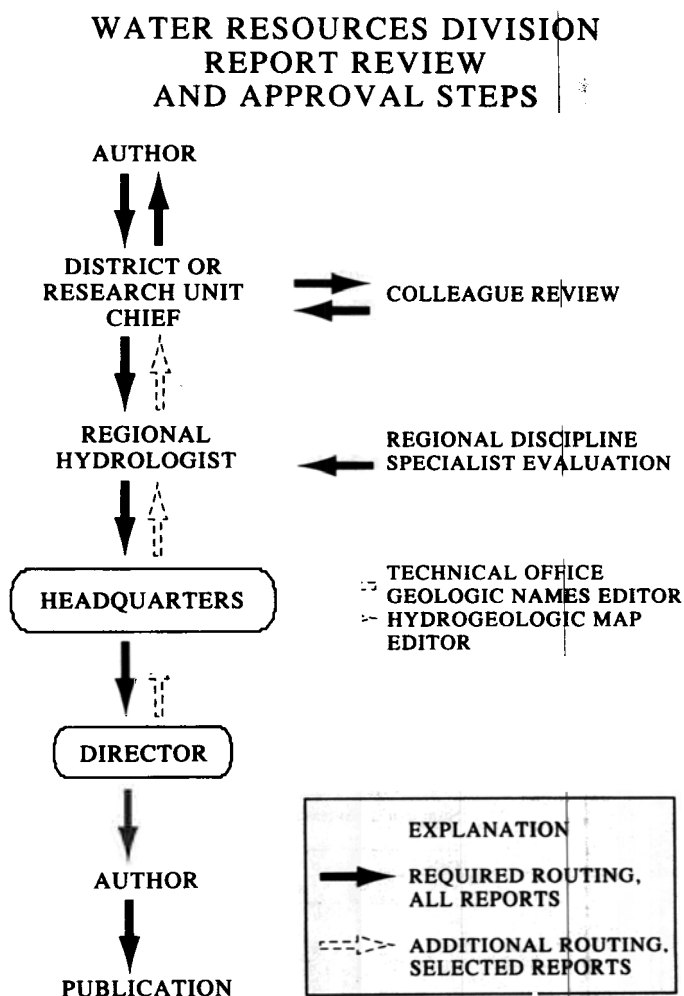 WATER RESOURCES DIVISION
REPORT REVIEW
AND APPROVAL STEPS
AUTHOR
DISTRICT OR
RESEARCH UNIT
CHIEF
COLLEAGUE REVIEW
REGIONAL
HYDROLOGIST
REGIONAL DISCIPLINE
SPECIALIST EVALUATION
HEADQUARTERS
TECHNICAL OFFICE
GEOLOGIC NAMES EDITOR
HYDROGEOLOGIC MAP
EDITOR
DIRECTOR
AUTHOR
PUBLICATION
EXPLANATION
REQUIRED ROUTING,
ALL REPORTS
ADDITIONAL ROUTING,
SELECTED REPORTS